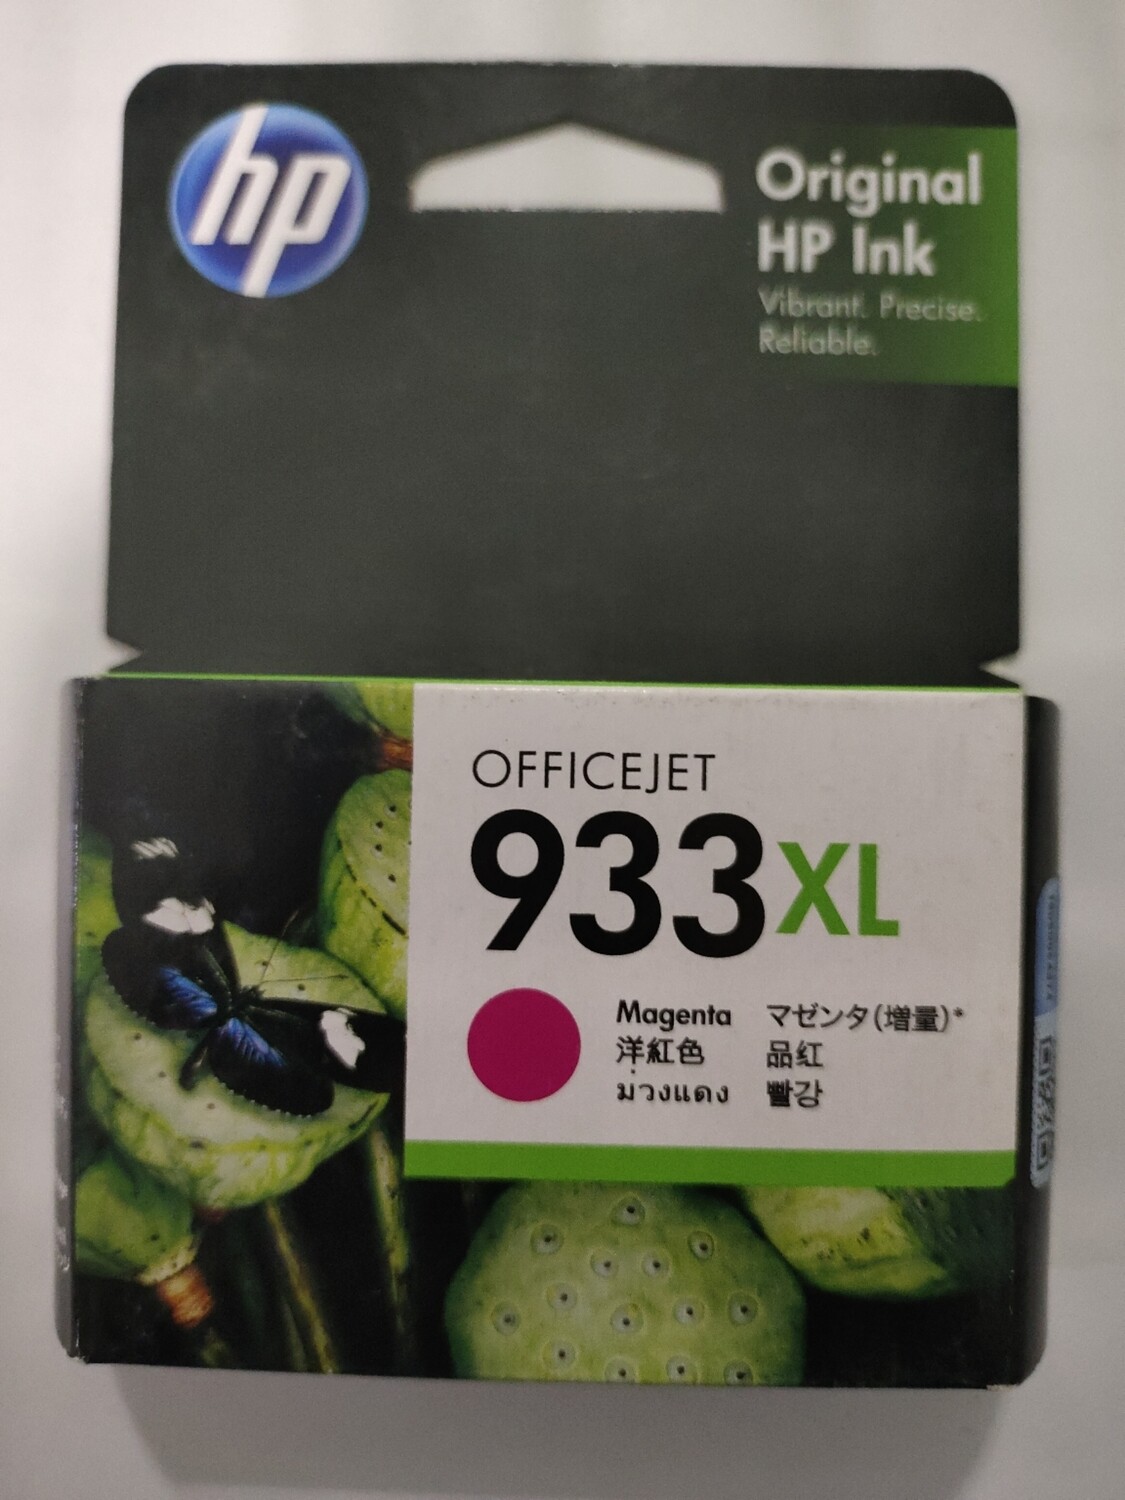 hp
Original
HP Ink
Vibrant. Precise.
Reliable.
OFFICEJET
933XL
Magenta マゼンタ(増量)*
洋紅色 品红
ม่วงแดง 빨강